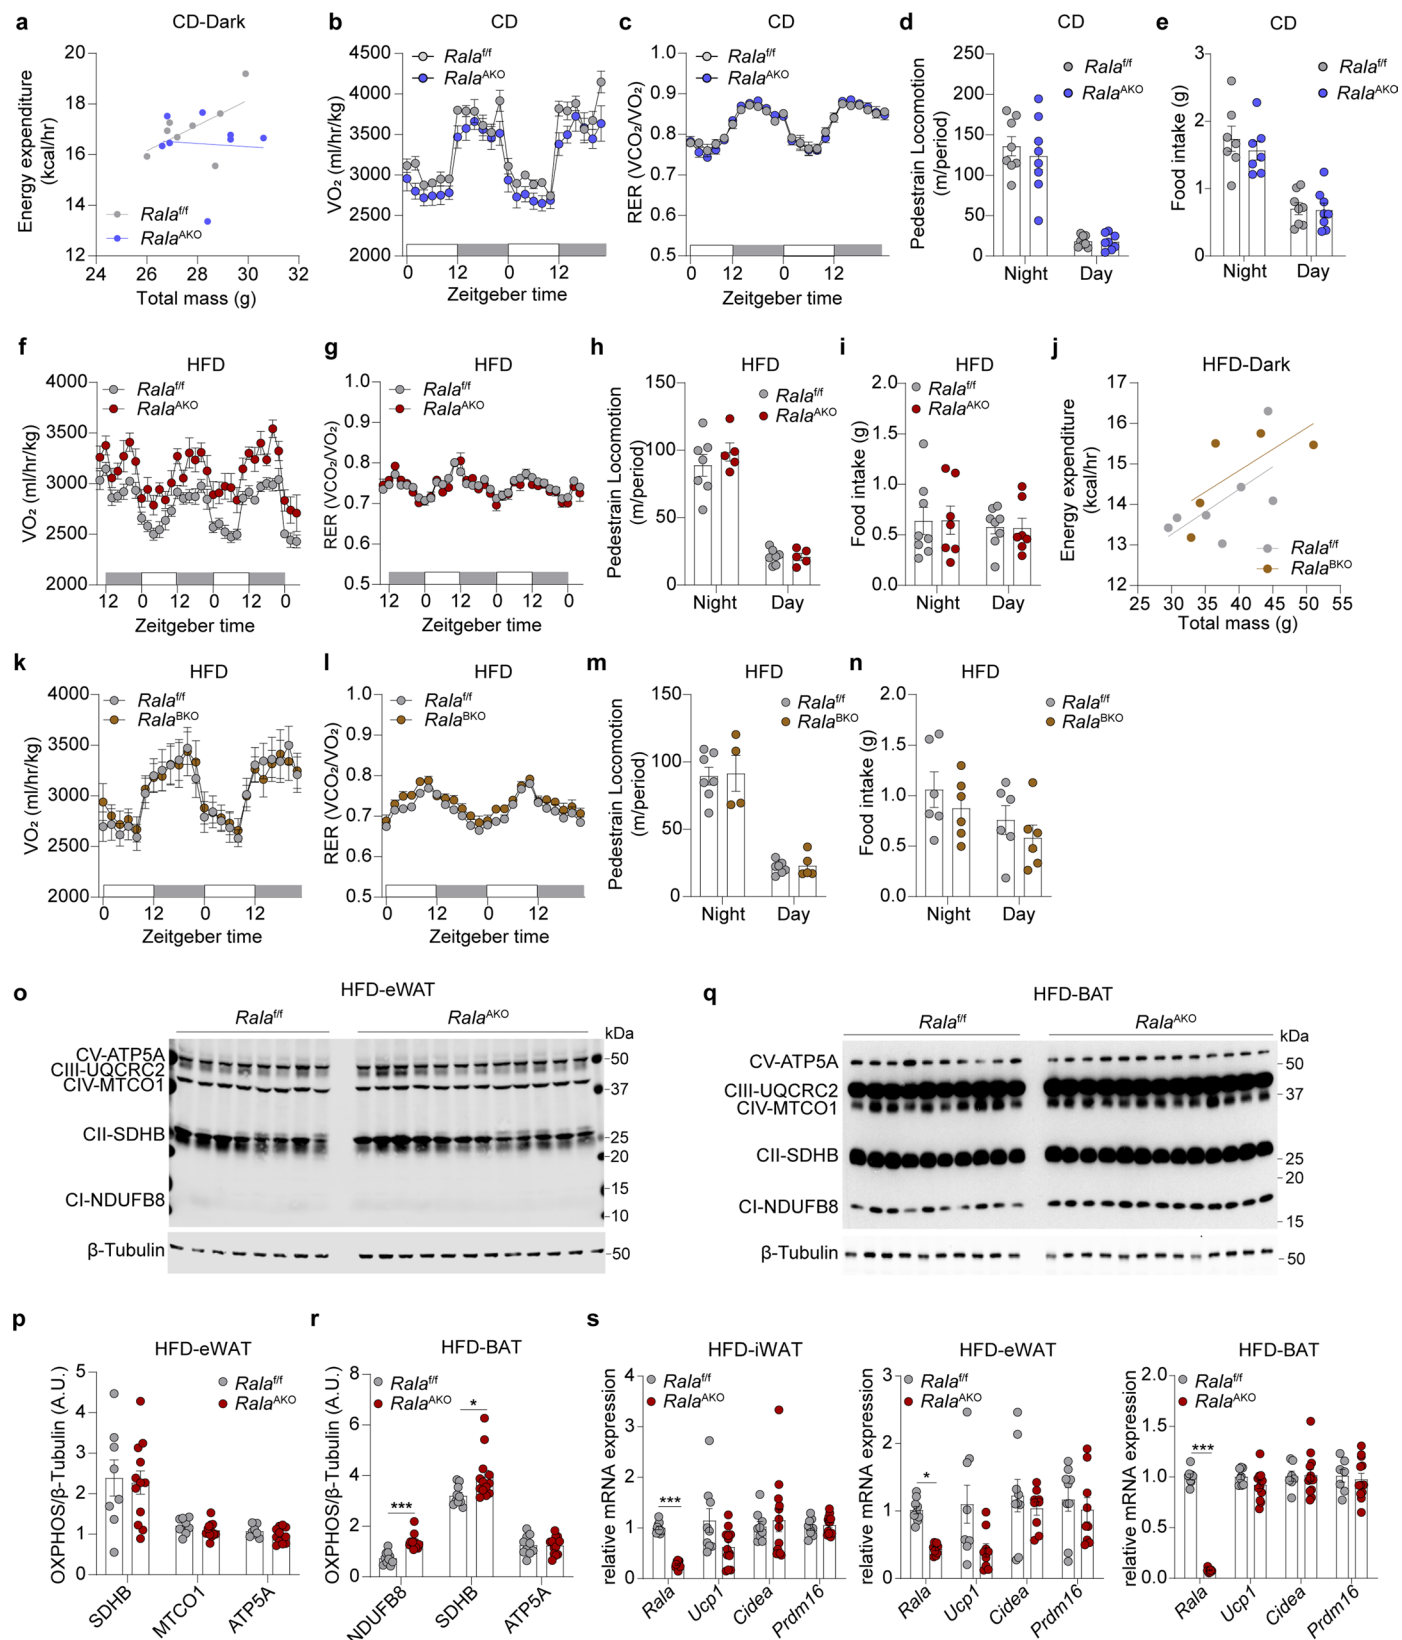 a
CD-Dark
Energy expenditure
(kcal/hr)
20
18
16
14
12
24 26 28 30 32
Total mass (g)
Ralaf/f
RalaAKO
b
CD
VO₂ (ml/hr/kg)
4500
4000
3500
3000
2500
2000
Ralaf/f
RalaAKO
0 12 0 12
Zeitgeber time
c
CD
RER (VCO₂/VO₂)
1.0
0.9
0.8
0.7
0.6
0.5
Ralaf/f
RalaAKO
0 12 0 12
Zeitgeber time
d
CD
Pedestrain Locomotion
(m/period)
250
200
150
100
50
0
Ralaf/f
RalaAKO
Night Day
e
CD
Food intake (g)
3
2
1
0
Ralaf/f
RalaAKO
Night Day
f
HFD
VO₂ (ml/hr/kg)
4000
3500
3000
2500
2000
Ralaf/f
RalaAKO
12 0 12 0 12 0
Zeitgeber time
g
HFD
RER (VCO₂/VO₂)
1.0
0.9
0.8
0.7
0.6
0.5
Ralaf/f
RalaAKO
12 0 12 0 12 0
Zeitgeber time
h
HFD
Pedestrain Locomotion
(m/period)
150
100
50
0
Ralaf/f
RalaAKO
Night Day
i
HFD
Food intake (g)
2.0
1.5
1.0
0.5
0.0
Ralaf/f
RalaAKO
Night Day
j
HFD-Dark
Energy expenditure
(kcal/hr)
17
16
15
14
13
12
Ralaf/f
RalaBKO
25 30 35 40 45 50 55
Total mass (g)
k
HFD
VO₂ (ml/hr/kg)
4000
3500
3000
2500
2000
Ralaf/f
RalaBKO
0 12 0 12
Zeitgeber time
l
HFD
RER (VCO₂/VO₂)
1.0
0.9
0.8
0.7
0.6
0.5
Ralaf/f
RalaBKO
0 12 0 12
Zeitgeber time
m
HFD
Pedestrain Locomotion
(m/period)
150
100
50
0
Ralaf/f
RalaBKO
Night Day
n
HFD
Food intake (g)
2.0
1.5
1.0
0.5
0.0
Ralaf/f
RalaBKO
Night Day
o
HFD-eWAT
Ralaf/f RalaAKO
kDa
CV-ATP5A
CIII-UQCRC2
CIV-MTCO1
CII-SDHB
CI-NDUFB8
β-Tubulin
50
37
25
20
15
10
50
q
HFD-BAT
Ralaf/f RalaAKO
kDa
CV-ATP5A
CIII-UQCRC2
CIV-MTCO1
CII-SDHB
CI-NDUFB8
β-Tubulin
50
37
25
20
15
50
p
HFD-eWAT
OXPHOS/β-Tubulin (A.U.)
5
4
3
2
1
0
Ralaf/f
RalaAKO
SDHB MTCO1 ATP5A
r
HFD-BAT
OXPHOS/β-Tubulin (A.U.)
8
6
4
2
0
Ralaf/f
RalaAKO
*
***
NDUFB8 SDHB ATP5A
s
HFD-iWAT
relative mRNA expression
4
3
2
1
0
Ralaf/f
RalaAKO
***
Rala Ucp1 Cidea Prdm16
HFD-eWAT
relative mRNA expression
3
2
1
0
Ralaf/f
RalaAKO
*
Rala Ucp1 Cidea Prdm16
HFD-BAT
relative mRNA expression
2.0
1.5
1.0
0.5
0.0
Ralaf/f
RalaAKO
***
Rala Ucp1 Cidea Prdm16